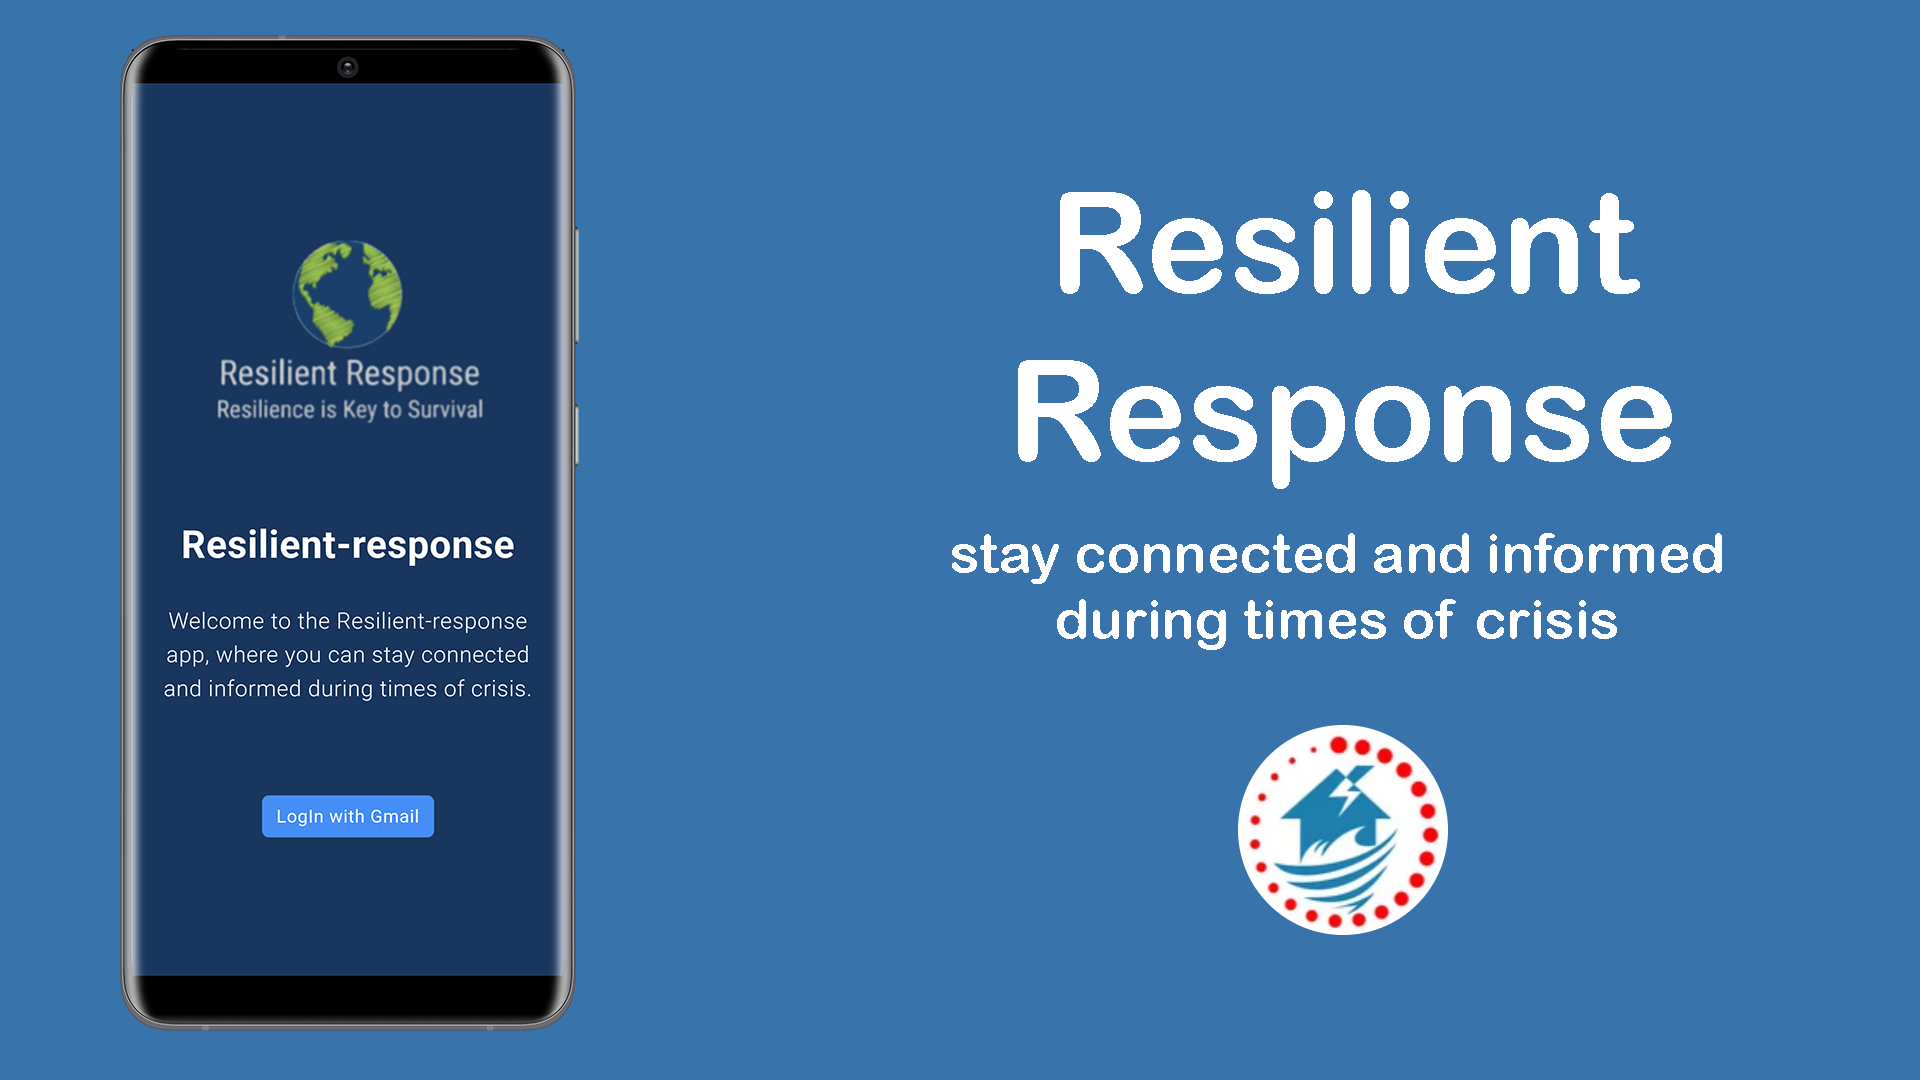 Resilient Response
Resilience is Key to Survival
Resilient-response
Welcome to the Resilient-response
app, where you can stay connected
and informed during times of crisis.
LogIn with Gmail
Resilient
Response
stay connected and informed
during times of crisis